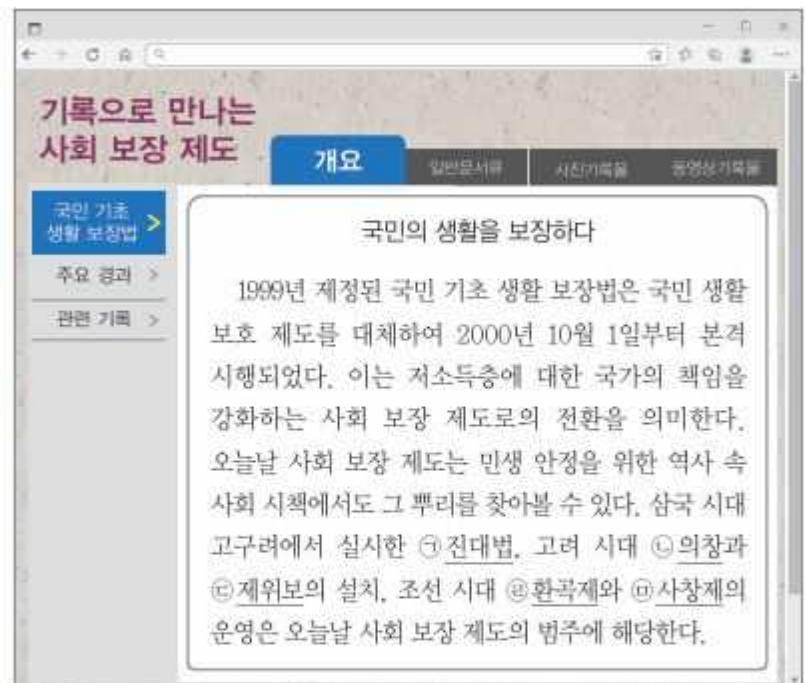 기록으로 만나는
사회 보장 제도
개요
일반문서류
사진기록물
동영상기록물
국민 기초
생활 보장법 >
주요 경과 >
관련 기록 >
국민의 생활을 보장하다
1999년 제정된 국민 기초 생활 보장법은 국민 생활
보호 제도를 대체하여 2000년 10월 1일부터 본격
시행되었다. 이는 저소득층에 대한 국가의 책임을
강화하는 사회 보장 제도로의 전환을 의미한다.
오늘날 사회 보장 제도는 민생 안정을 위한 역사 속
사회 시책에서도 그 뿌리를 찾아볼 수 있다. 삼국 시대
고구려에서 실시한 ㉠진대법, 고려 시대 ㉡의창과
㉢제위보의 설치, 조선 시대 ㉣환곡제와 ㉤사창제의
운영은 오늘날 사회 보장 제도의 범주에 해당한다.